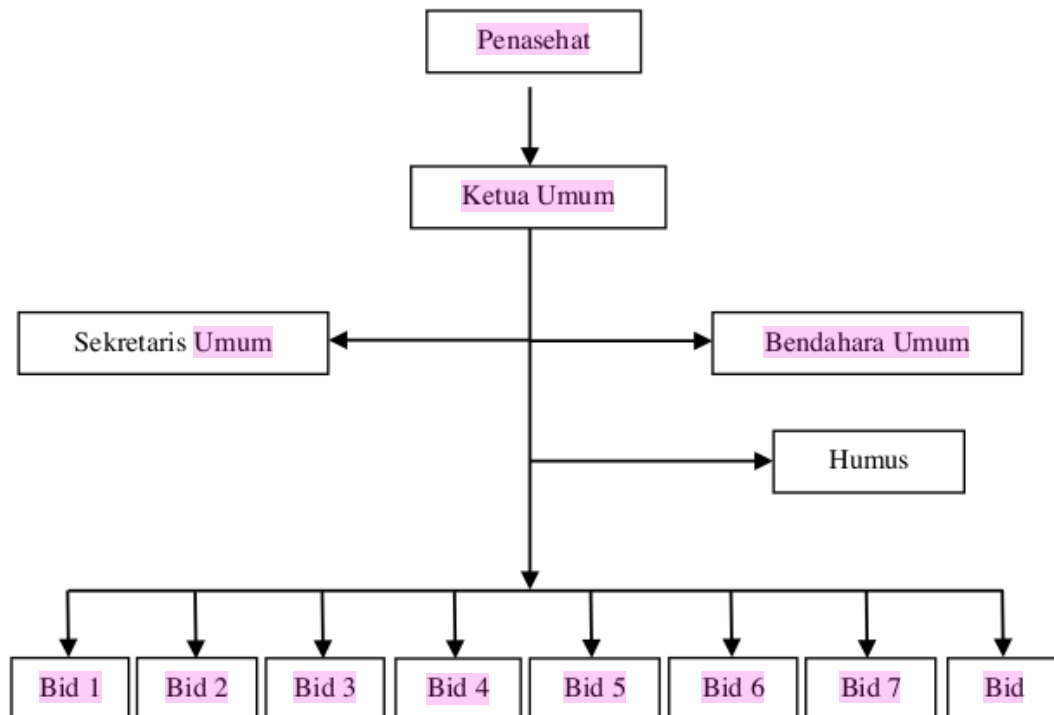 Penasehat
Ketua Umum
Sekretaris Umum
Bendahara Umum
Humus
Bid 1
Bid 2
Bid 3
Bid 4
Bid 5
Bid 6
Bid 7
Bid